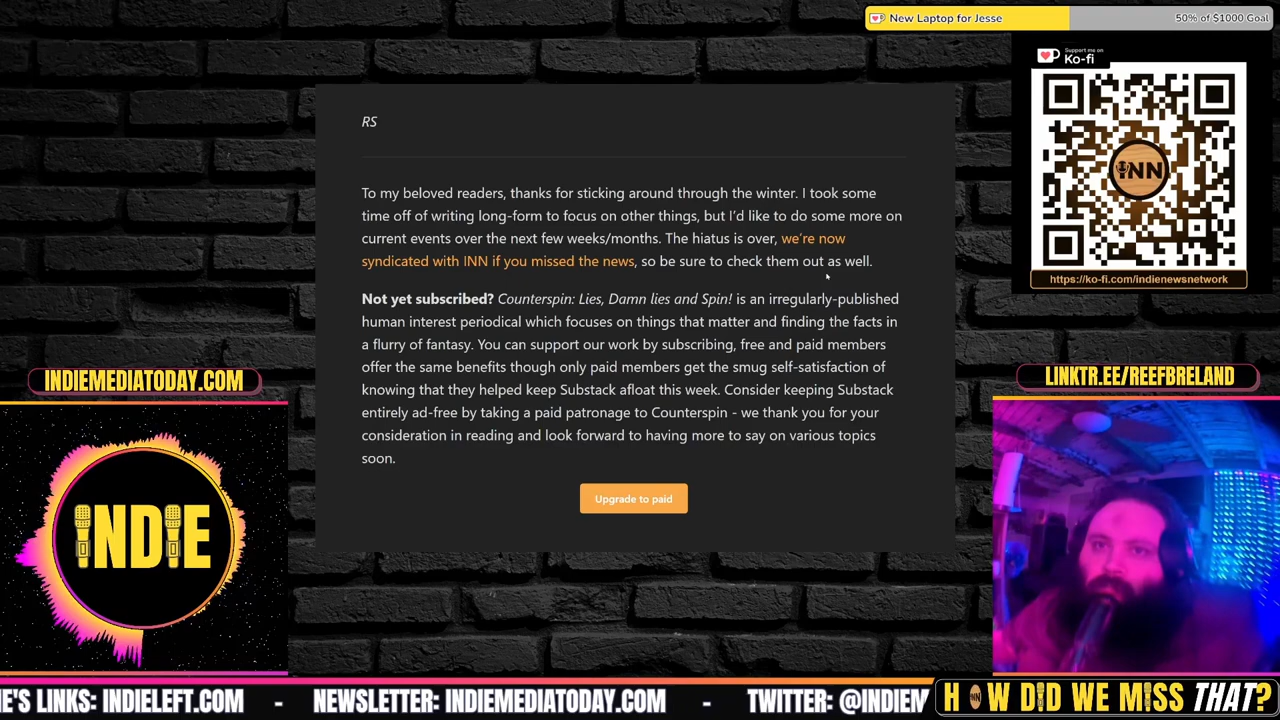 New Laptop for Jesse
50% of $1000 Goal
Support me on
Ko-fi
INN
https://ko-fi.com/indienewsnetwork
RS
To my beloved readers, thanks for sticking around through the winter. I took some
time off of writing long-form to focus on other things, but I'd like to do some more on
current events over the next few weeks/months. The hiatus is over, we're now
syndicated with INN if you missed the news, so be sure to check them out as well.
Not yet subscribed? Counterspin: Lies, Damn lies and Spin! is an irregularly-published
human interest periodical which focuses on things that matter and finding the facts in
a flurry of fantasy. You can support our work by subscribing, free and paid members
offer the same benefits though only paid members get the smug self-satisfaction of
knowing that they helped keep Substack afloat this week. Consider keeping Substack
entirely ad-free by taking a paid patronage to Counterspin - we thank you for your
consideration in reading and look forward to having more to say on various topics
soon.
Upgrade to paid
INDIEMEDIATODAY.COM
INDIE
LINKTR.EE/REEFBRELAND
IE'S LINKS: INDIELEFT.COM - NEWSLETTER: INDIEMEDIATODAY.COM - TWITTER: @INDIEM
HOW DID WE MISS THAT?